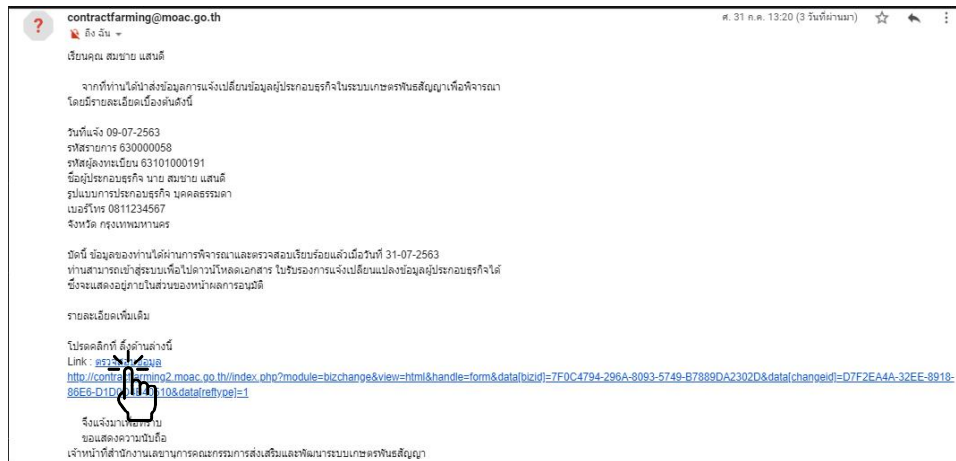 contractfarming@moac.go.th
ศ. 31 ก.ค. 13:20 (3 วันที่ผ่านมา)
ถึง ฉัน
เรียนคุณ สมชาย แสนดี
จากที่ท่านได้นำส่งข้อมูลการแจ้งเปลี่ยนข้อมูลผู้ประกอบธุรกิจในระบบเกษตรพันธสัญญาเพื่อพิจารณา
โดยมีรายละเอียดเบื้องต้นดังนี้
วันที่แจ้ง 09-07-2563
รหัสรายการ 630000058
รหัสผู้ลงทะเบียน 63101000191
ชื่อผู้ประกอบธุรกิจ นาย สมชาย แสนดี
รูปแบบการประกอบธุรกิจ บุคคลธรรมดา
เบอร์โทร 0811234567
จังหวัด กรุงเทพมหานคร
บัดนี้ ข้อมูลของท่านได้ผ่านการพิจารณาและตรวจสอบเรียบร้อยแล้วเมื่อวันที่ 31-07-2563
ท่านสามารถเข้าสู่ระบบเพื่อไปดาวน์โหลดเอกสาร ใบรับรองการแจ้งเปลี่ยนแปลงข้อมูลผู้ประกอบธุรกิจได้
ซึ่งจะแสดงอยู่ภายในส่วนของหน้าผลการอนุมัติ
รายละเอียดเพิ่มเติม
โปรดคลิกที่ ลิ้งด้านล่างนี้
Link : ตรวจสอบข้อมูล
http://contractfarming2.moac.go.th//index.php?module=bizchange&view=html&handle=form&data[bizid]=7F0C4794-296A-8093-5749-B7889DA2302D&data[changeid]=D7F2EA4A-32EE-8918-
&data[reftype]=1
จึงแจ้งมาเพื่อทราบ
ขอแสดงความนับถือ
เจ้าหน้าที่สำนักงานเลขานุการคณะกรรมการส่งเสริมและพัฒนาระบบเกษตรพันธสัญญา